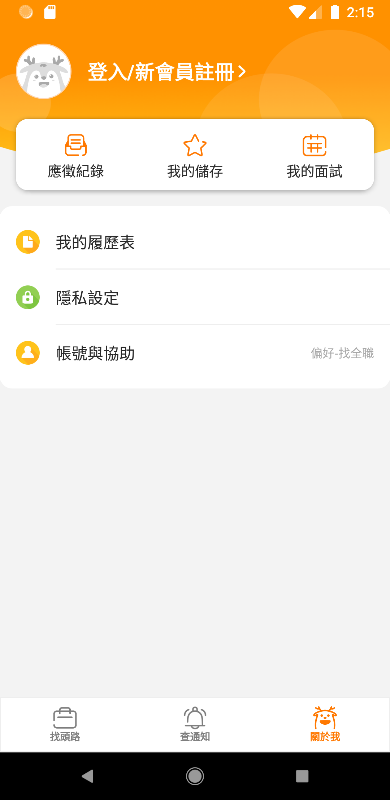 2:15
登入/新會員註冊
應徵紀錄
我的儲存
我的面試
我的履歷表
隱私設定
帳號與協助
偏好-找全職
找頭路
查通知
關於我